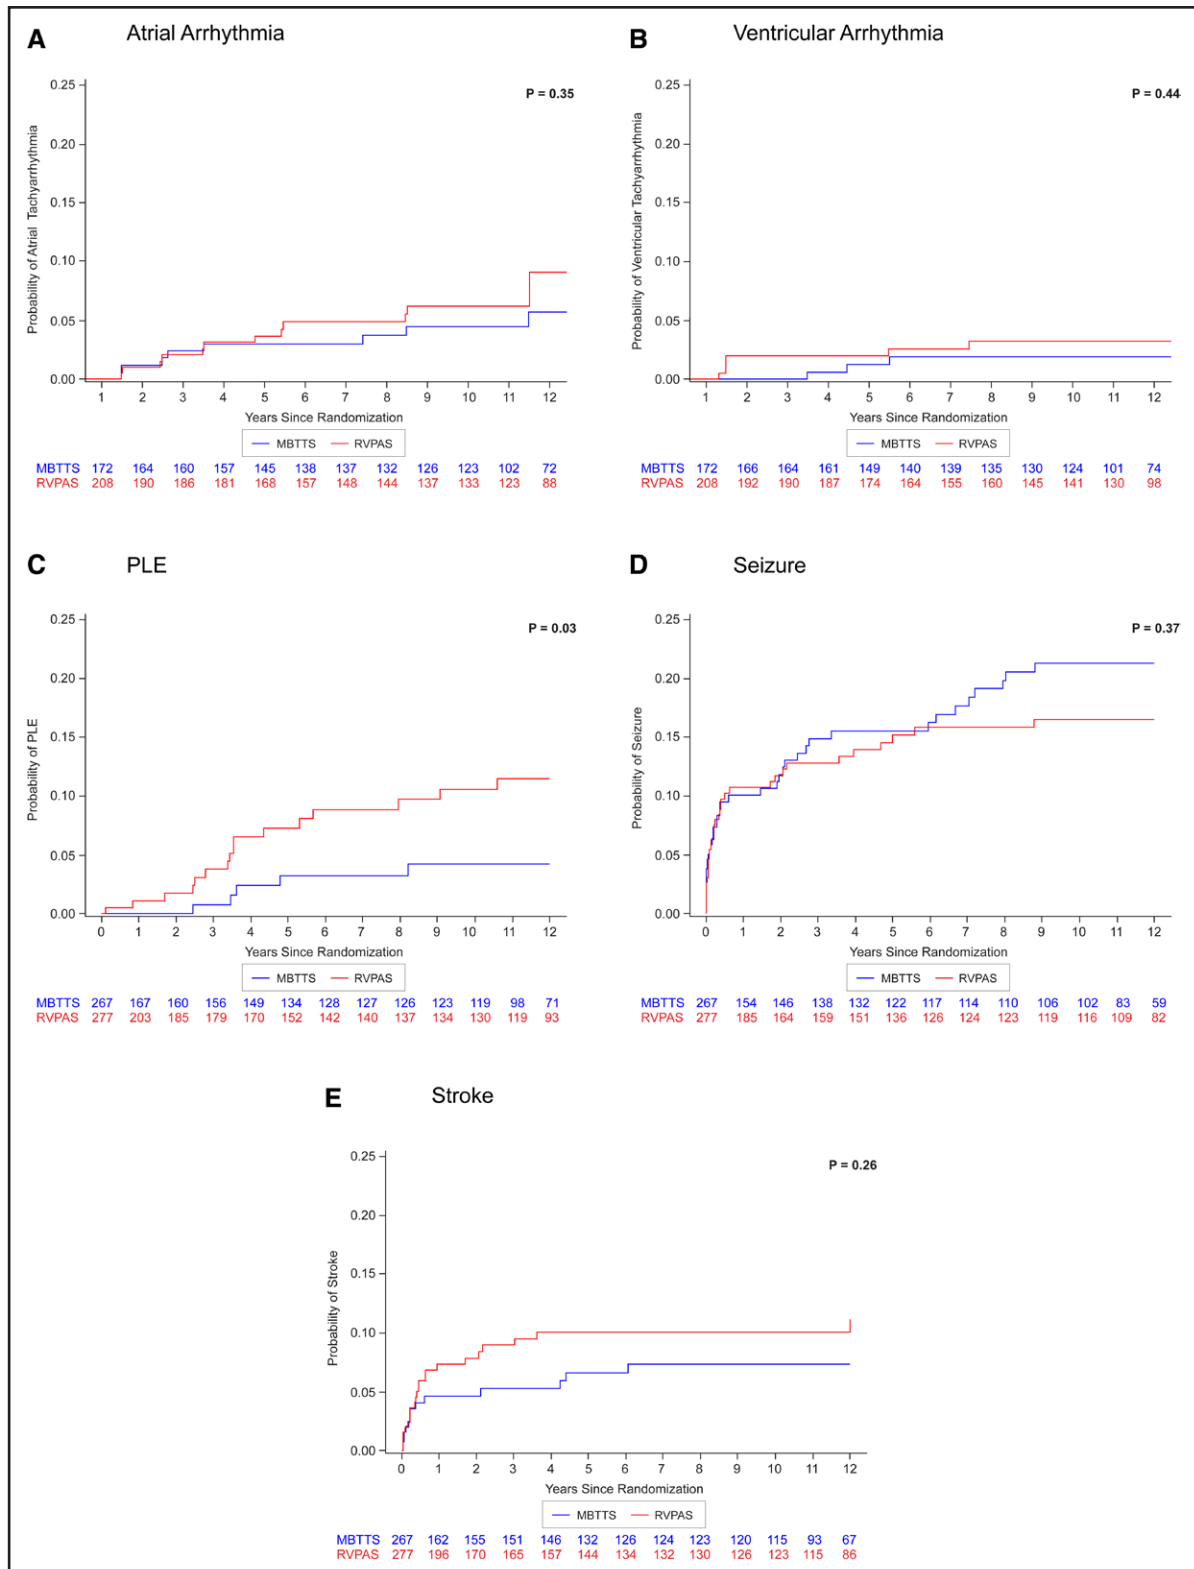 A Atrial Arrhythmia
P = 0.35
0.25
0.20
0.15
0.10
0.05
0.00
Probability of Atrial Tachyarrhythmia
1 2 3 4 5 6 7 8 9 10 11 12
Years Since Randomization
MBTTS RVPAS
MBTTS 172 164 160 157 145 138 137 132 126 123 102 72
RVPAS 208 190 186 181 168 157 148 144 137 133 123 88
B Ventricular Arrhythmia
P = 0.44
0.25
0.20
0.15
0.10
0.05
0.00
Probability of Ventricular Tachyarrhythmia
1 2 3 4 5 6 7 8 9 10 11 12
Years Since Randomization
MBTTS RVPAS
MBTTS 172 166 164 161 149 140 139 135 130 124 101 74
RVPAS 208 192 190 187 174 164 155 160 145 141 130 98
C PLE
P = 0.03
0.25
0.20
0.15
0.10
0.05
0.00
Probability of PLE
0 1 2 3 4 5 6 7 8 9 10 11 12
Years Since Randomization
MBTTS RVPAS
MBTTS 267 167 160 156 149 134 128 127 126 123 119 98 71
RVPAS 277 203 185 179 170 152 142 140 137 134 130 119 93
D Seizure
P = 0.37
0.25
0.20
0.15
0.10
0.05
0.00
Probability of Seizure
0 1 2 3 4 5 6 7 8 9 10 11 12
Years Since Randomization
MBTTS RVPAS
MBTTS 267 154 146 138 132 122 117 114 110 106 102 83 59
RVPAS 277 185 164 159 151 136 126 124 123 119 116 109 82
E Stroke
P = 0.26
0.25
0.20
0.15
0.10
0.05
0.00
Probability of Stroke
0 1 2 3 4 5 6 7 8 9 10 11 12
Years Since Randomization
MBTTS RVPAS
MBTTS 267 162 155 151 146 132 126 124 123 120 115 93 67
RVPAS 277 196 170 165 157 144 134 132 130 126 123 115 86